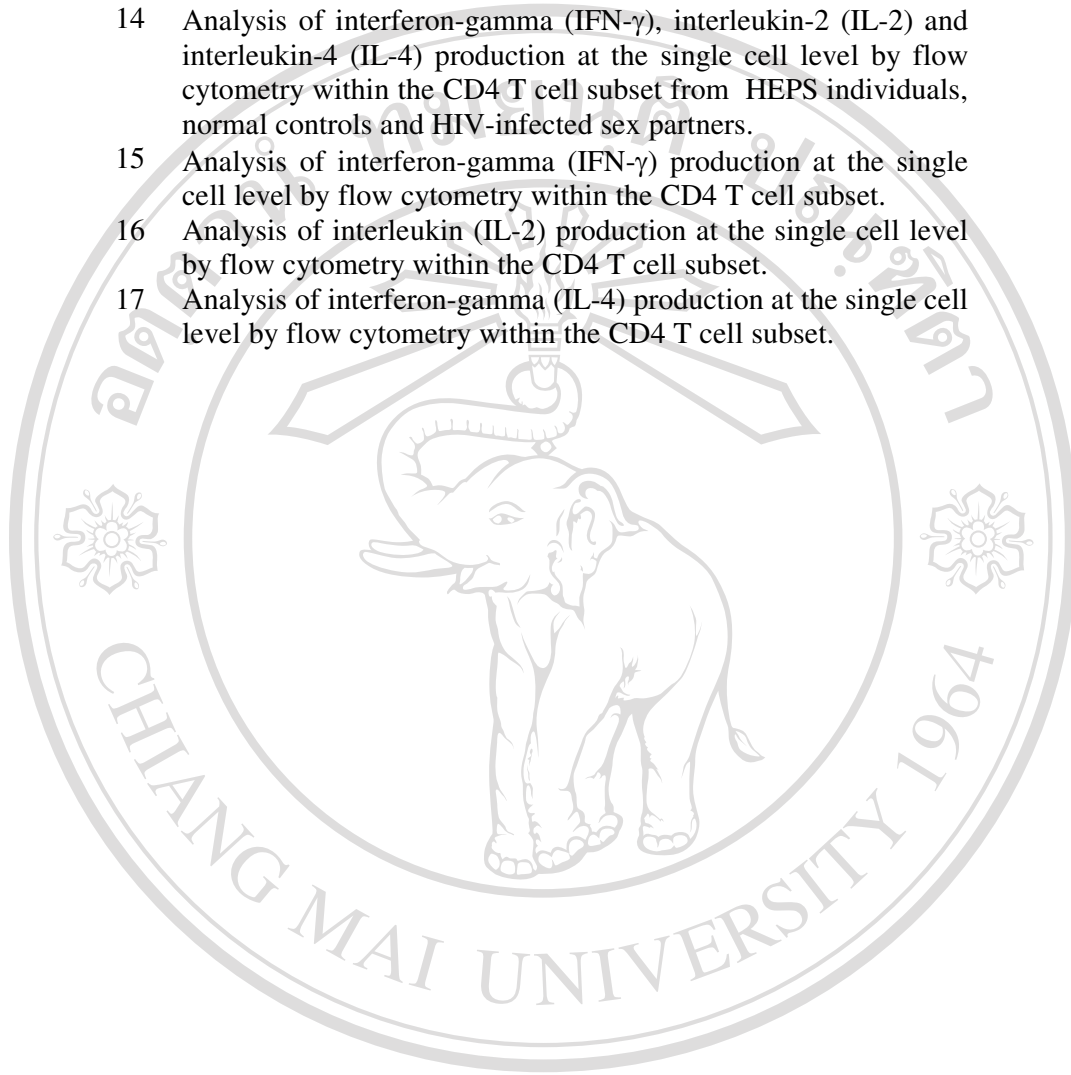 14 Analysis of interferon-gamma (IFN-γ), interleukin-2 (IL-2) and
interleukin-4 (IL-4) production at the single cell level by flow
cytometry within the CD4 T cell subset from HEPS individuals,
normal controls and HIV-infected sex partners.
15 Analysis of interferon-gamma (IFN-γ) production at the single
cell level by flow cytometry within the CD4 T cell subset.
16 Analysis of interleukin (IL-2) production at the single cell level
by flow cytometry within the CD4 T cell subset.
17 Analysis of interferon-gamma (IL-4) production at the single cell
level by flow cytometry within the CD4 T cell subset.
CHIANG MAI UNIVERSITY 1964